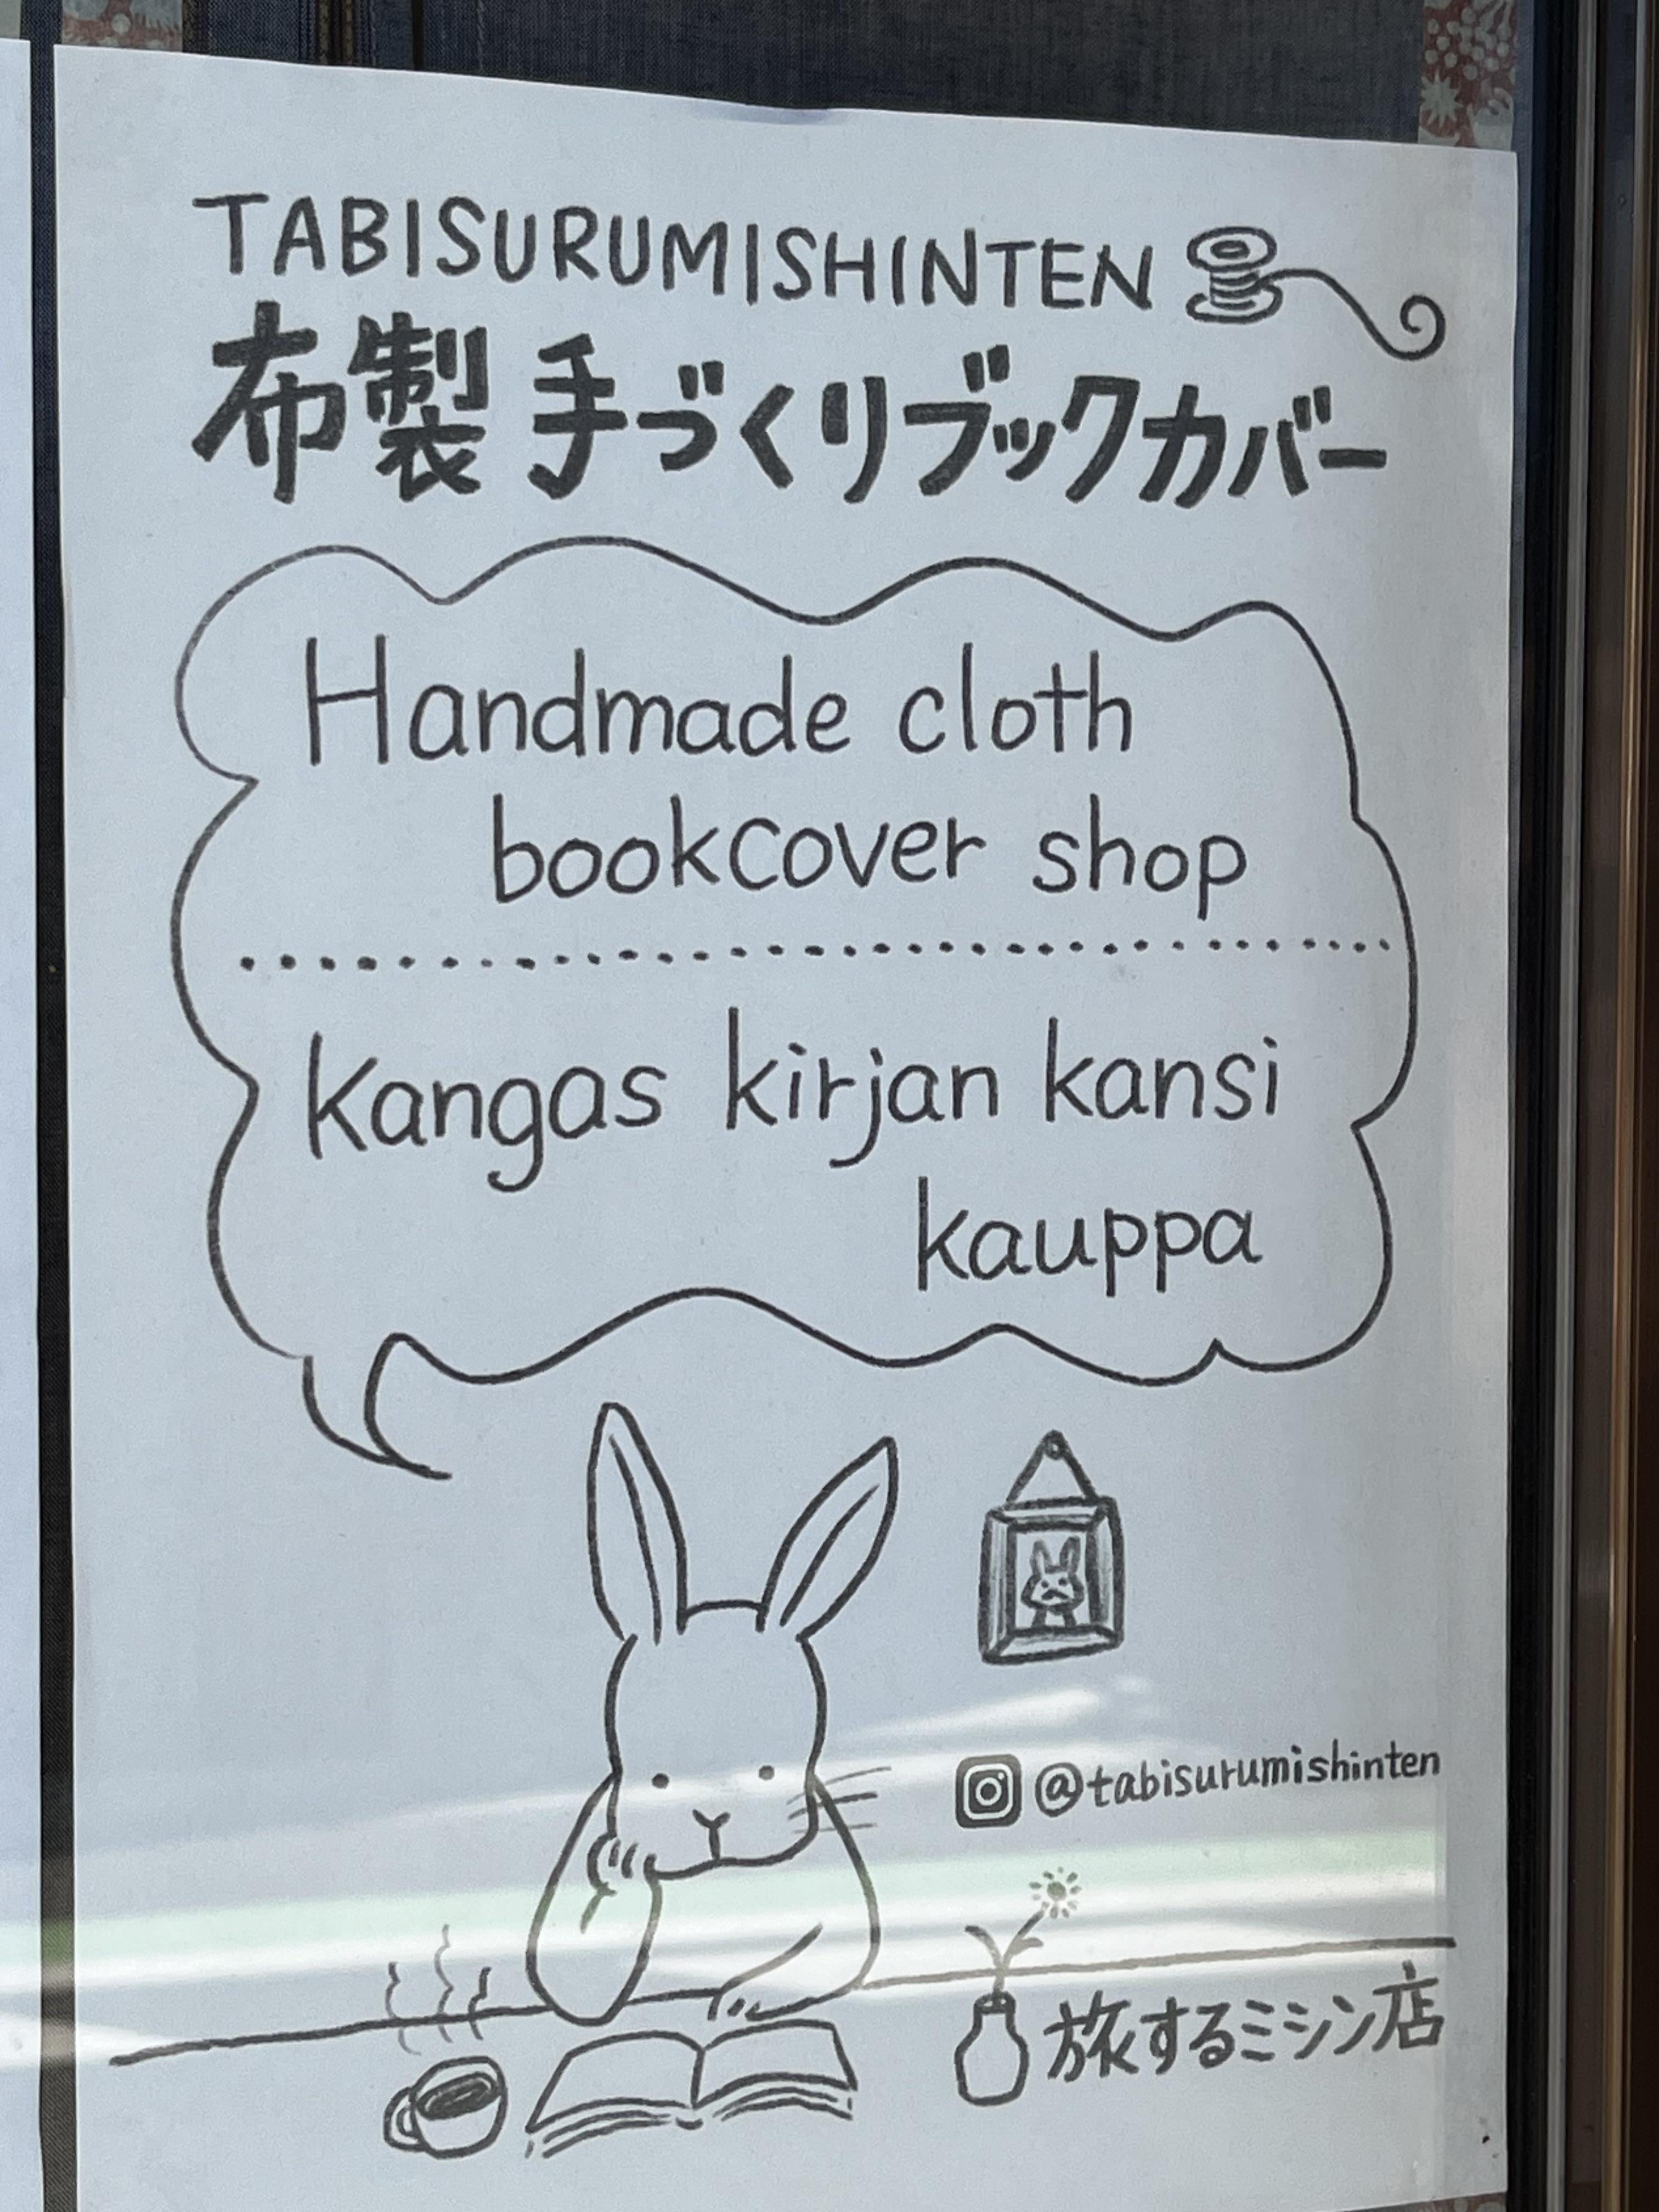 TABISURUMISHINTEN
布製 手づくりブックカバー
Handmade cloth
bookcover shop
Kangas kirjan kansi
kauppa
@tabisurumishinten
旅するミシン店